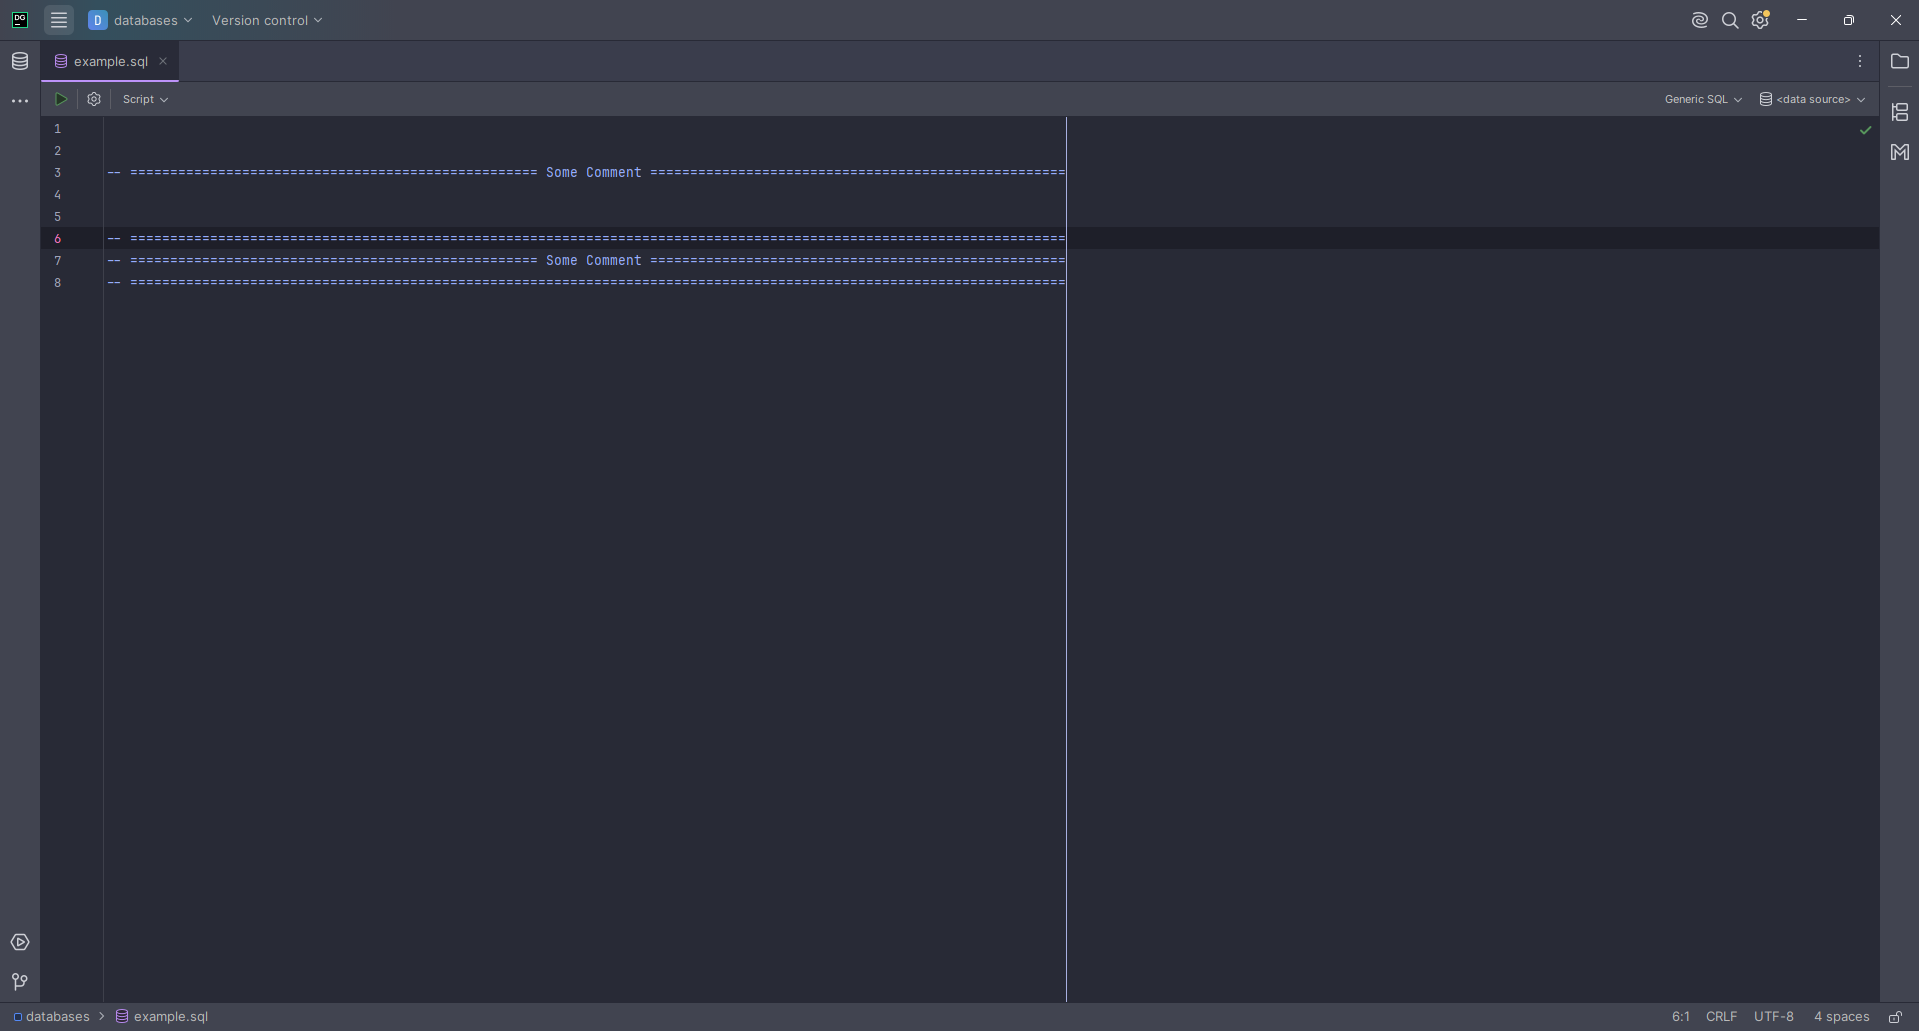 DG
D databases Version control
example.sql
Script Generic SQL <data source>
1
2
3 -- =================================================== Some Comment ====================================================
4
5
6 -- =====================================================================================================================
7 -- =================================================== Some Comment ====================================================
8 -- =====================================================================================================================
databases > example.sql 6:1 CRLF UTF-8 4 spaces